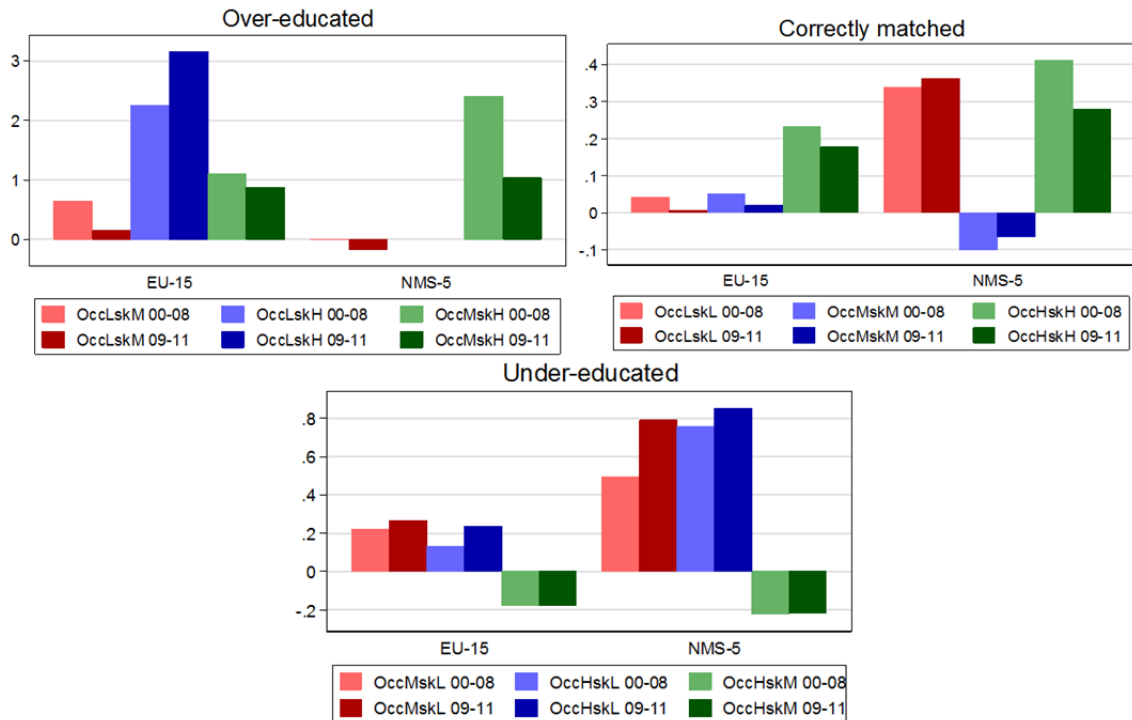 Over-educated
3
2
1
0
EU-15 NMS-5
OccLskM 00-08 OccLskH 00-08 OccMskH 00-08
OccLskM 09-11 OccLskH 09-11 OccMskH 09-11
Correctly matched
.4
.3
.2
.1
0
-.1
EU-15 NMS-5
OccLskL 00-08 OccMskM 00-08 OccHskH 00-08
OccLskL 09-11 OccMskM 09-11 OccHskH 09-11
Under-educated
.8
.6
.4
.2
0
-.2
EU-15 NMS-5
OccMskL 00-08 OccHskL 00-08 OccHskM 00-08
OccMskL 09-11 OccHskL 09-11 OccHskM 09-11